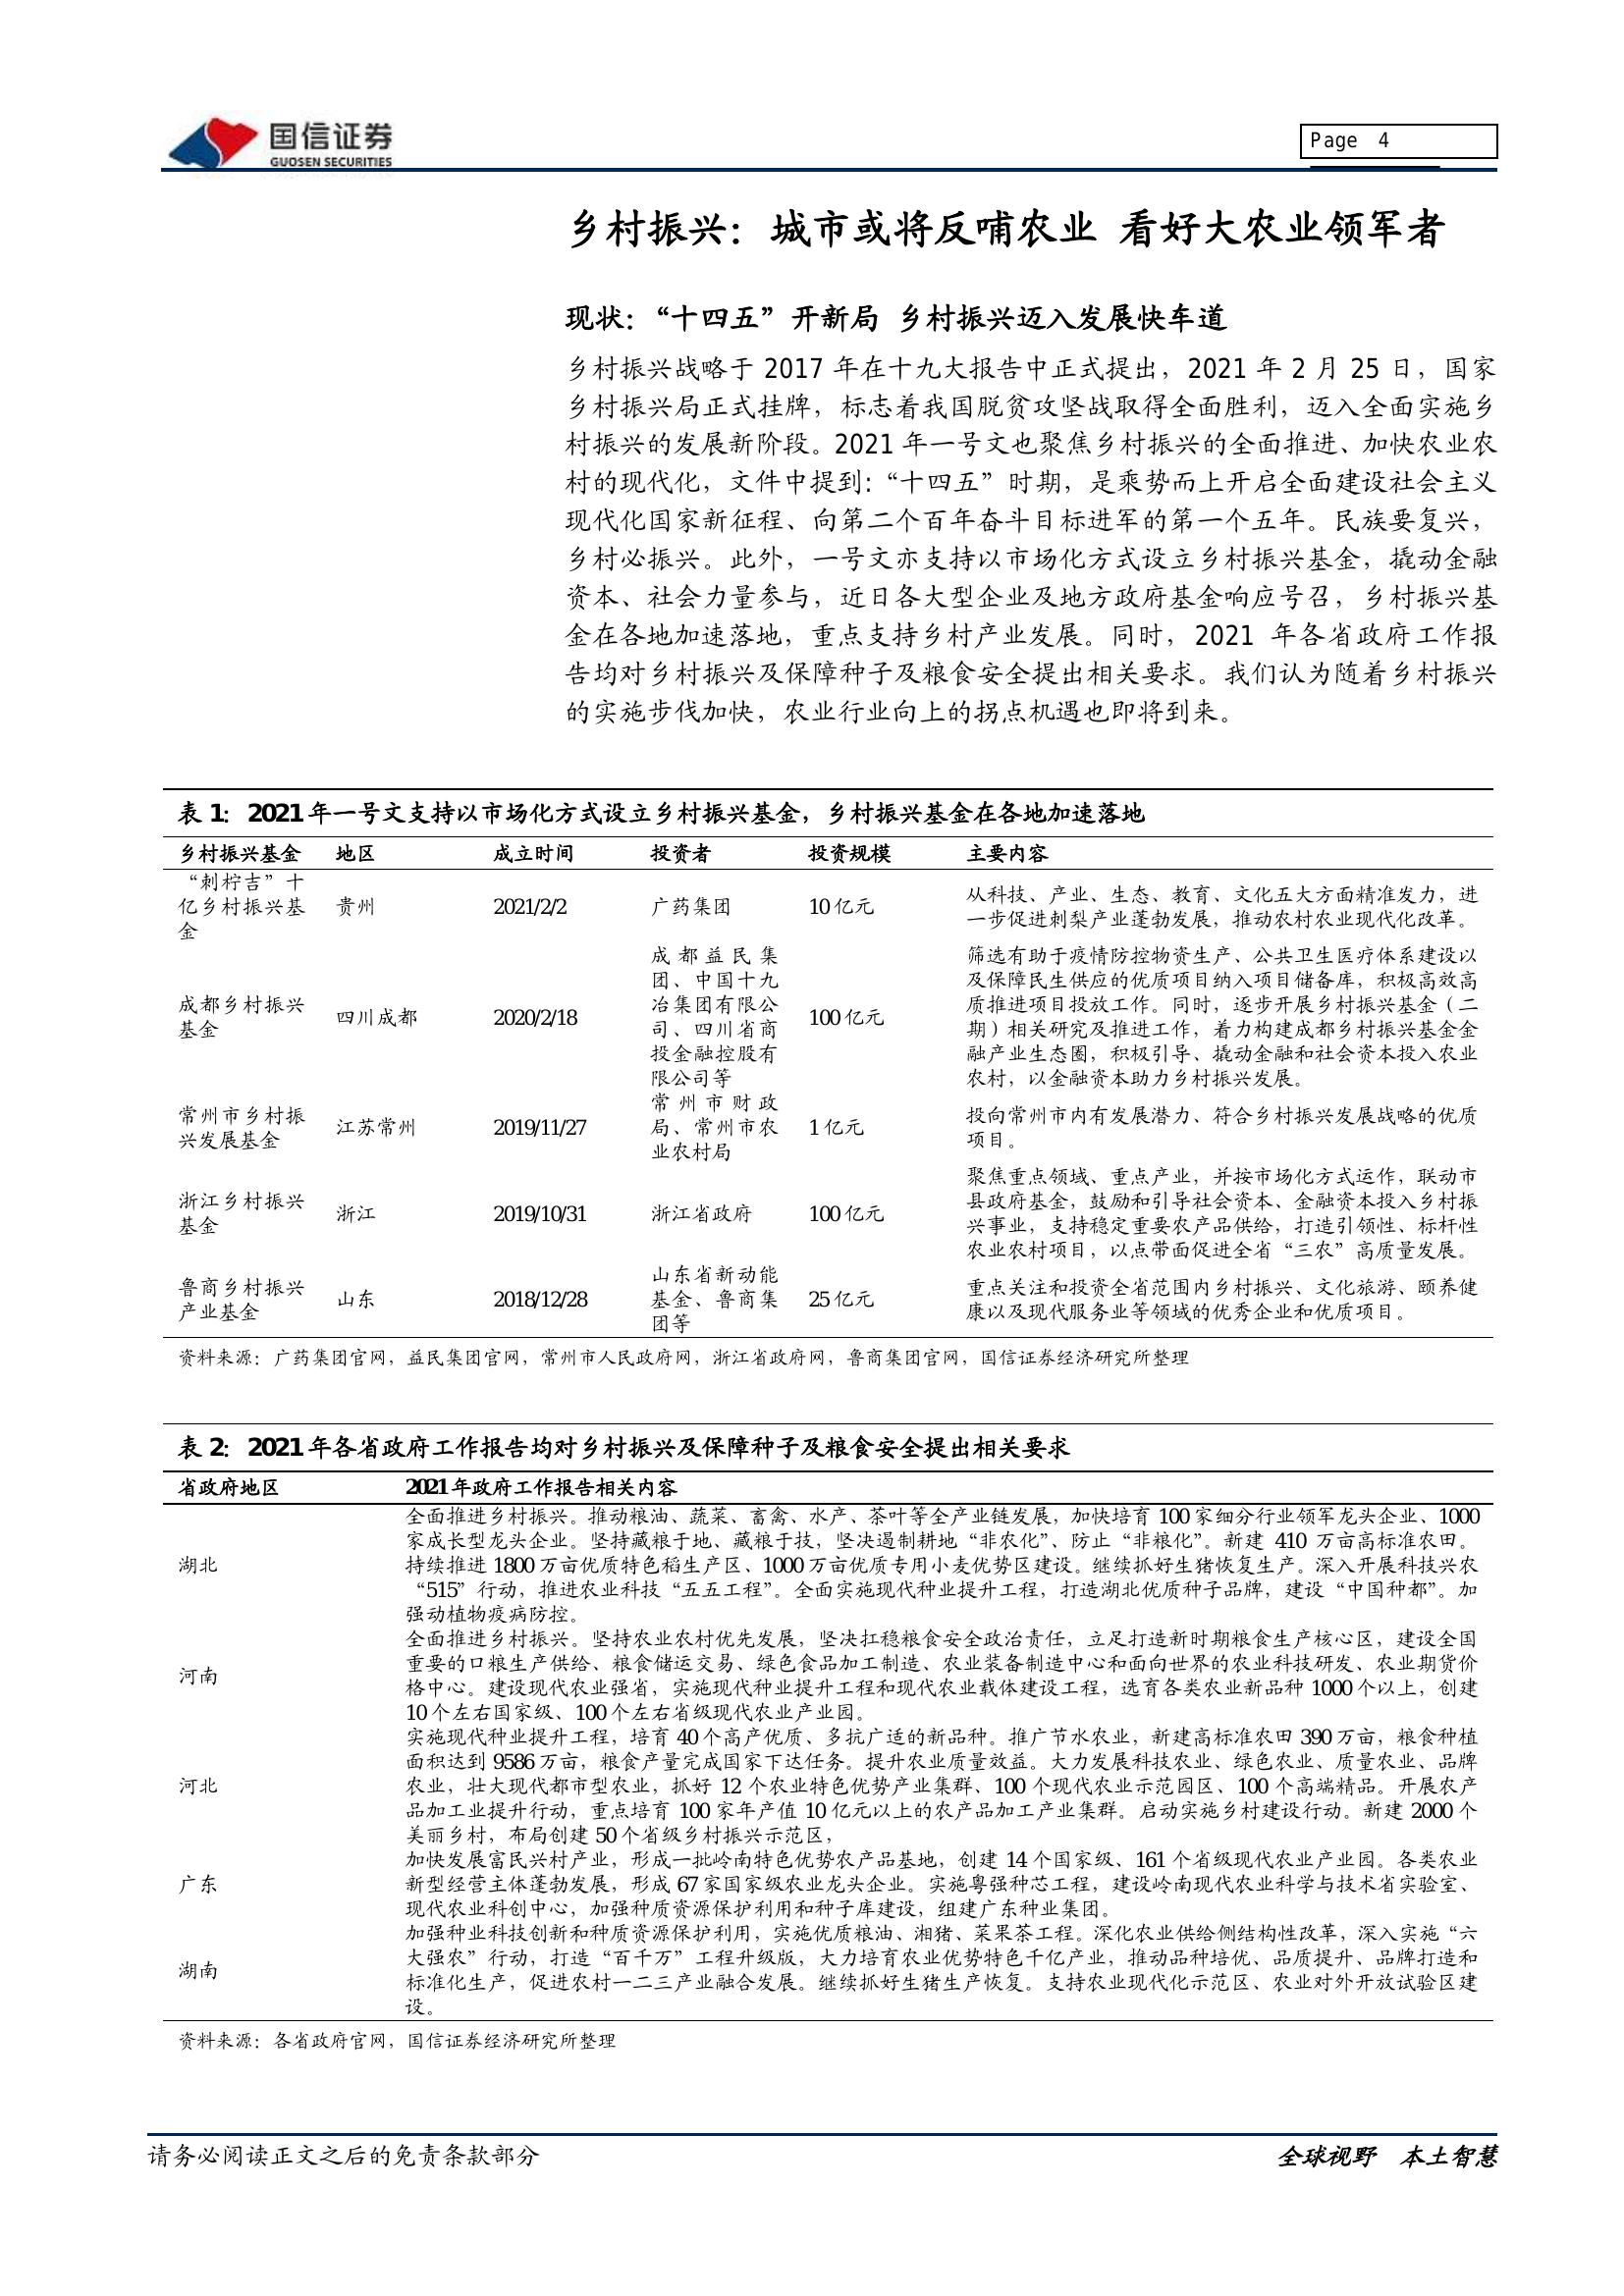 国信证券
GUOSEN SECURITIES
Page 4
乡村振兴：城市或将反哺农业 看好大农业领军者
现状：“十四五”开新局 乡村振兴迈入发展快车道
乡村振兴战略于 2017 年在十九大报告中正式提出，2021 年 2 月 25 日，国家
乡村振兴局正式挂牌，标志着我国脱贫攻坚战取得全面胜利，迈入全面实施乡
村振兴的发展新阶段。2021 年一号文也聚焦乡村振兴的全面推进、加快农业农
村的现代化，文件中提到:“十四五”时期，是乘势而上开启全面建设社会主义
现代化国家新征程、向第二个百年奋斗目标进军的第一个五年。民族要复兴，
乡村必振兴。此外，一号文亦支持以市场化方式设立乡村振兴基金，撬动金融
资本、社会力量参与，近日各大型企业及地方政府基金响应号召，乡村振兴基
金在各地加速落地，重点支持乡村产业发展。同时，2021 年各省政府工作报
告均对乡村振兴及保障种子及粮食安全提出相关要求。我们认为随着乡村振兴
的实施步伐加快，农业行业向上的拐点机遇也即将到来。
表 1：2021 年一号文支持以市场化方式设立乡村振兴基金，乡村振兴基金在各地加速落地
乡村振兴基金 地区 成立时间 投资者 投资规模 主要内容
“刺柠吉”十
亿乡村振兴基
金
贵州 2021/2/2 广药集团 10 亿元
从科技、产业、生态、教育、文化五大方面精准发力，进
一步促进刺梨产业蓬勃发展，推动农村农业现代化改革。
成都乡村振兴
基金
四川成都 2020/2/18
成都益民集
团、中国十九
冶集团有限公
司、四川省商
投金融控股有
限公司等
100 亿元
筛选有助于疫情防控物资生产、公共卫生医疗体系建设以
及保障民生供应的优质项目纳入项目储备库，积极高效高
质推进项目投放工作。同时，逐步开展乡村振兴基金（二
期）相关研究及推进工作，着力构建成都乡村振兴基金金
融产业生态圈，积极引导、撬动金融和社会资本投入农业
农村，以金融资本助力乡村振兴发展。
常州市乡村振
兴发展基金
江苏常州 2019/11/27
常州市财政
局、常州市农
业农村局
1 亿元
投向常州市内有发展潜力、符合乡村振兴发展战略的优质
项目。
浙江乡村振兴
基金
浙江 2019/10/31 浙江省政府 100 亿元
聚焦重点领域、重点产业，并按市场化方式运作，联动市
县政府基金，鼓励和引导社会资本、金融资本投入乡村振
兴事业，支持稳定重要农产品供给，打造引领性、标杆性
农业农村项目，以点带面促进全省“三农”高质量发展。
鲁商乡村振兴
产业基金
山东 2018/12/28
山东省新动能
基金、鲁商集
团等
25 亿元
重点关注和投资全省范围内乡村振兴、文化旅游、颐养健
康以及现代服务业等领域的优秀企业和优质项目。
资料来源：广药集团官网，益民集团官网，常州市人民政府网，浙江省政府网，鲁商集团官网，国信证券经济研究所整理
表 2：2021 年各省政府工作报告均对乡村振兴及保障种子及粮食安全提出相关要求
省政府地区 2021 年政府工作报告相关内容
湖北
全面推进乡村振兴。推动粮油、蔬菜、畜禽、水产、茶叶等全产业链发展，加快培育 100 家细分行业领军龙头企业、1000
家成长型龙头企业。坚持藏粮于地、藏粮于技，坚决遏制耕地“非农化”、防止“非粮化”。新建 410 万亩高标准农田。
持续推进 1800 万亩优质特色稻生产区、1000 万亩优质专用小麦优势区建设。继续抓好生猪恢复生产。深入开展科技兴农
“515”行动，推进农业科技“五五工程”。全面实施现代种业提升工程，打造湖北优质种子品牌，建设“中国种都”。加
强动植物疫病防控。
河南
全面推进乡村振兴。坚持农业农村优先发展，坚决扛稳粮食安全政治责任，立足打造新时期粮食生产核心区，建设全国
重要的口粮生产供给、粮食储运交易、绿色食品加工制造、农业装备制造中心和面向世界的农业科技研发、农业期货价
格中心。建设现代农业强省，实施现代种业提升工程和现代农业载体建设工程，选育各类农业新品种 1000 个以上，创建
10 个左右国家级、100 个左右省级现代农业产业园。
河北
实施现代种业提升工程，培育 40 个高产优质、多抗广适的新品种。推广节水农业，新建高标准农田 390 万亩，粮食种植
面积达到 9586 万亩，粮食产量完成国家下达任务。提升农业质量效益。大力发展科技农业、绿色农业、质量农业、品牌
农业，壮大现代都市型农业，抓好 12 个农业特色优势产业集群、100 个现代农业示范园区、100 个高端精品。开展农产
品加工业提升行动，重点培育 100 家年产值 10 亿元以上的农产品加工产业集群。启动实施乡村建设行动。新建 2000 个
美丽乡村，布局创建 50 个省级乡村振兴示范区，
广东
加快发展富民兴村产业，形成一批岭南特色优势农产品基地，创建 14 个国家级、161 个省级现代农业产业园。各类农业
新型经营主体蓬勃发展，形成 67 家国家级农业龙头企业。实施粤强种芯工程，建设岭南现代农业科学与技术省实验室、
现代农业科创中心，加强种质资源保护利用和种子库建设，组建广东种业集团。
湖南
加强种业科技创新和种质资源保护利用，实施优质粮油、湘猪、菜果茶工程。深化农业供给侧结构性改革，深入实施“六
大强农”行动，打造“百千万”工程升级版，大力培育农业优势特色千亿产业，推动品种培优、品质提升、品牌打造和
标准化生产，促进农村一二三产业融合发展。继续抓好生猪生产恢复。支持农业现代化示范区、农业对外开放试验区建
设。
资料来源：各省政府官网，国信证券经济研究所整理
请务必阅读正文之后的免责条款部分
全球视野 本土智慧